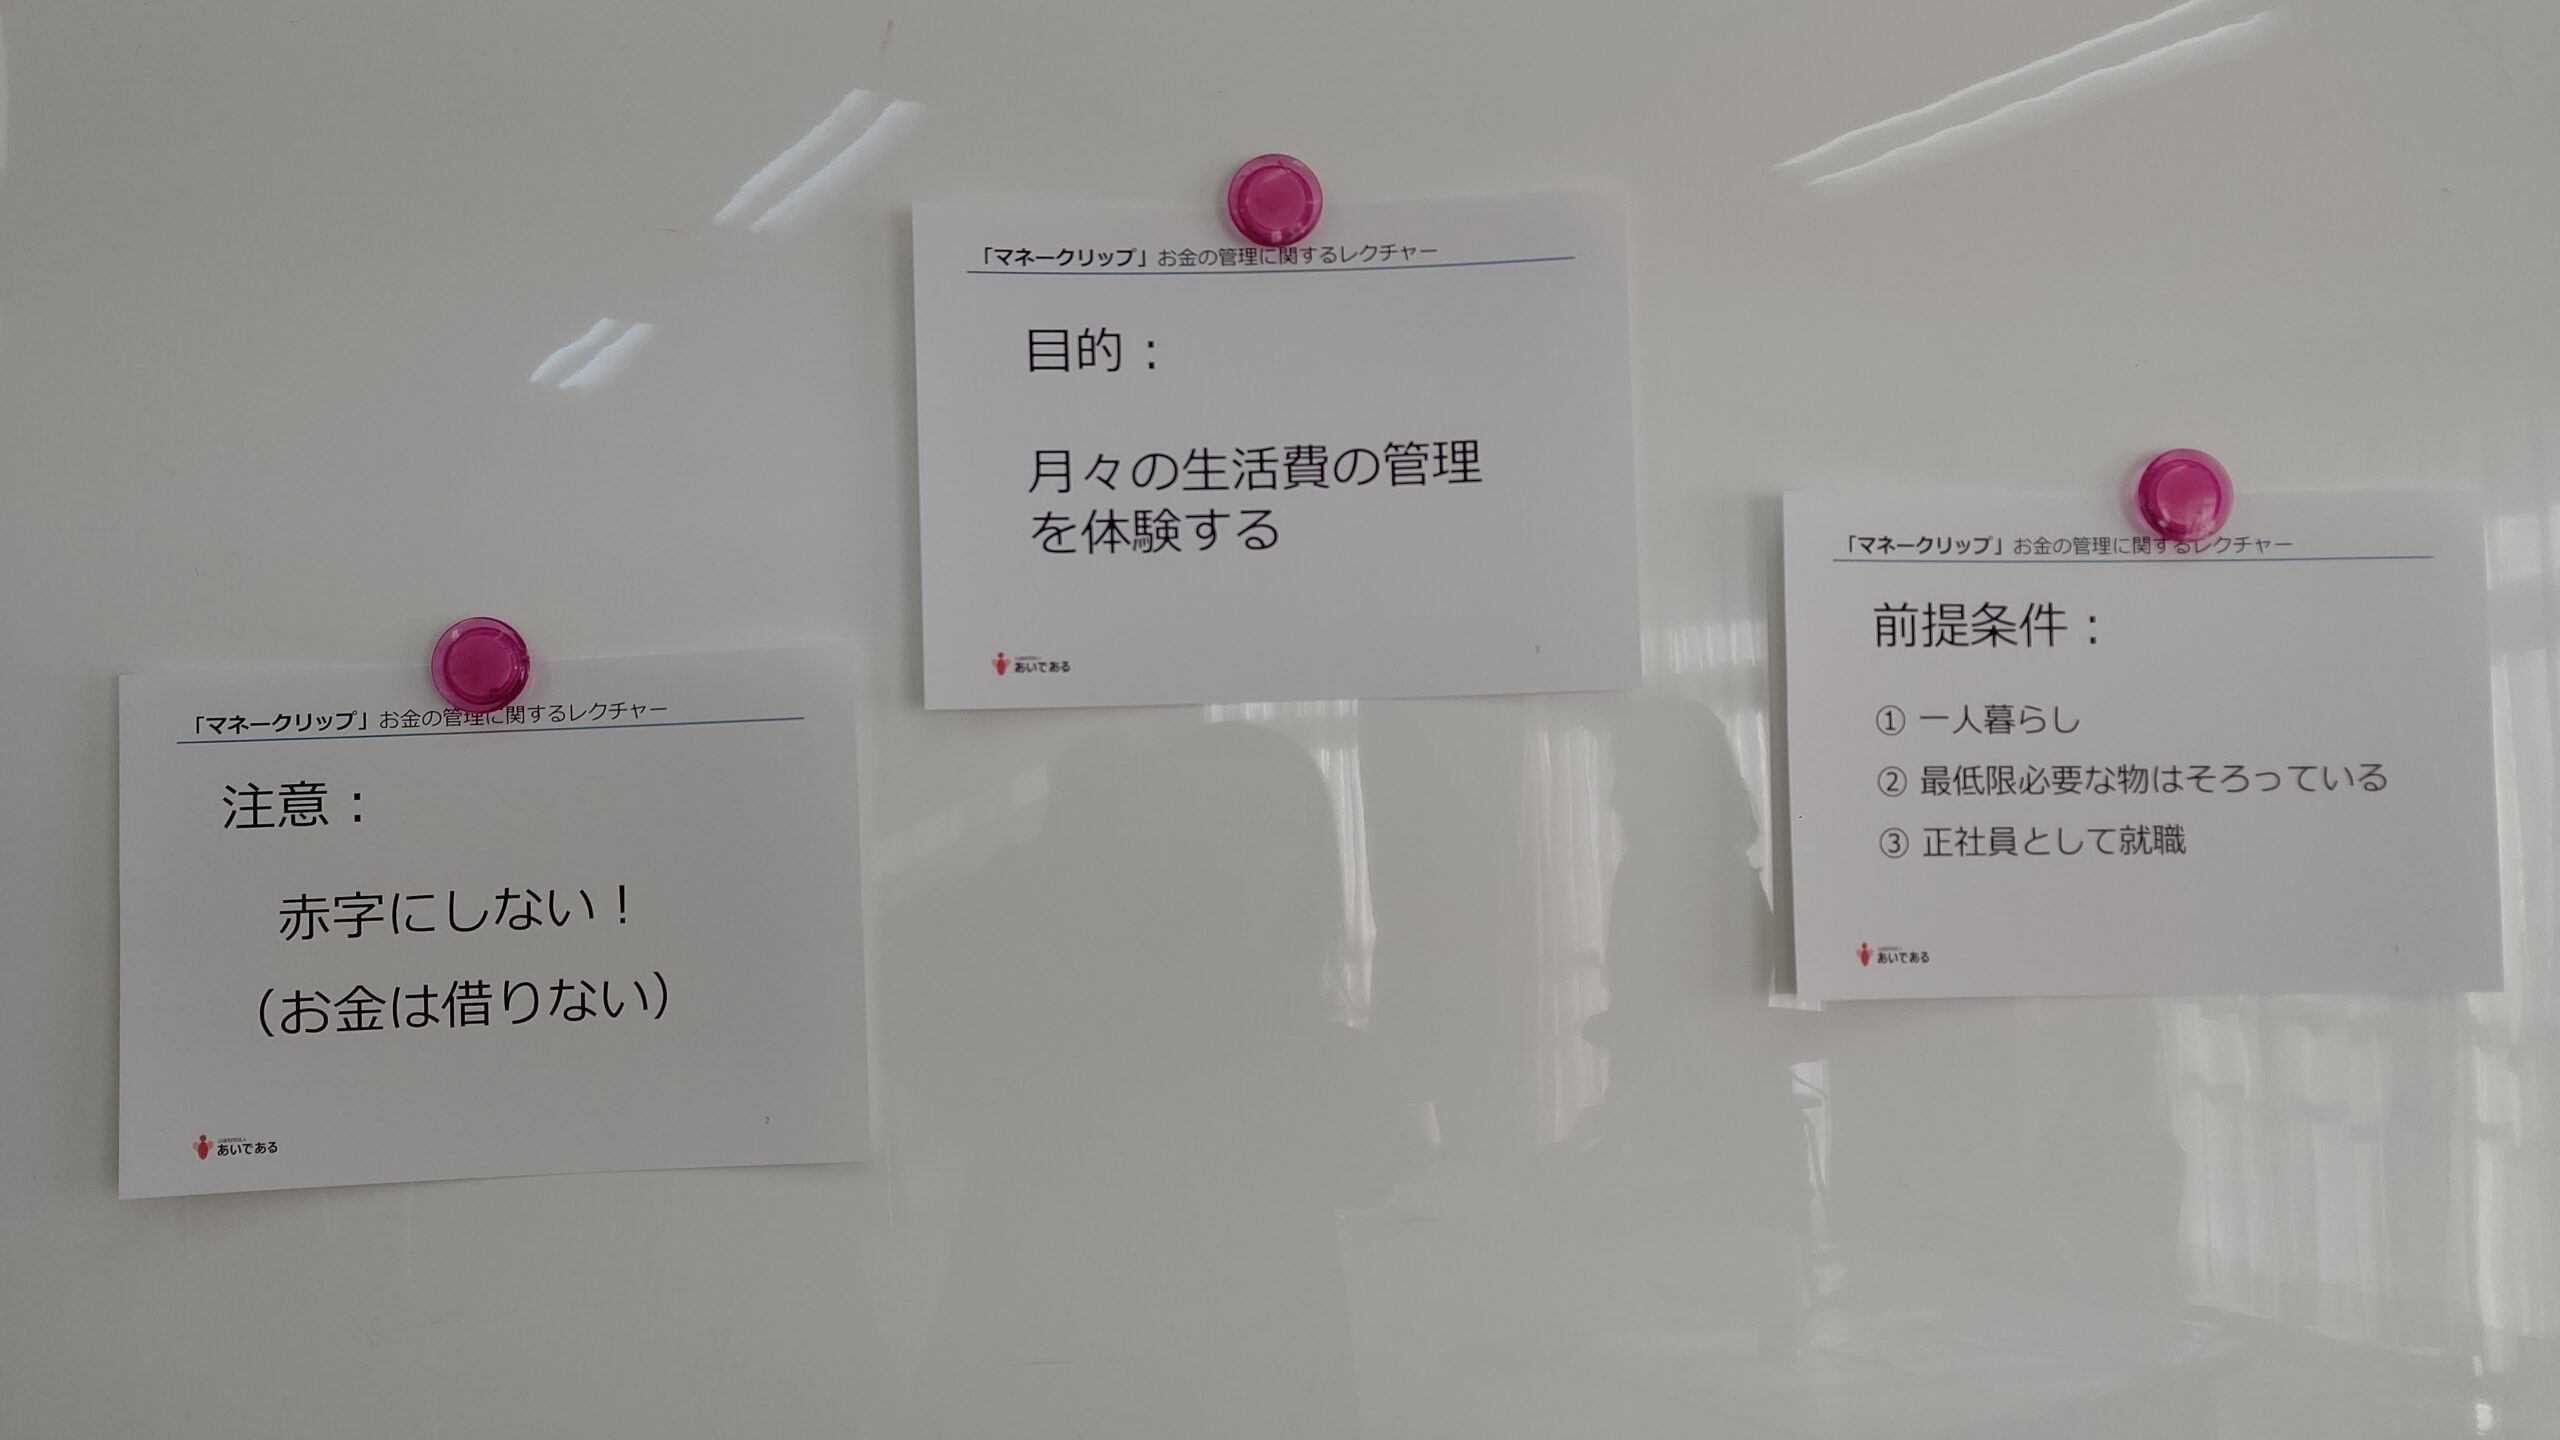 「マネークリップ」お金の管理に関するレクチャー
目的：
月々の生活費の管理
を体験する
あいである
1
「マネークリップ」お金の管理に関するレクチャー
注意：
赤字にしない！
（お金は借りない）
あいである
2
「マネークリップ」お金の管理に関するレクチャー
前提条件：
① 一人暮らし
② 最低限必要な物はそろっている
③ 正社員として就職
あいである
3